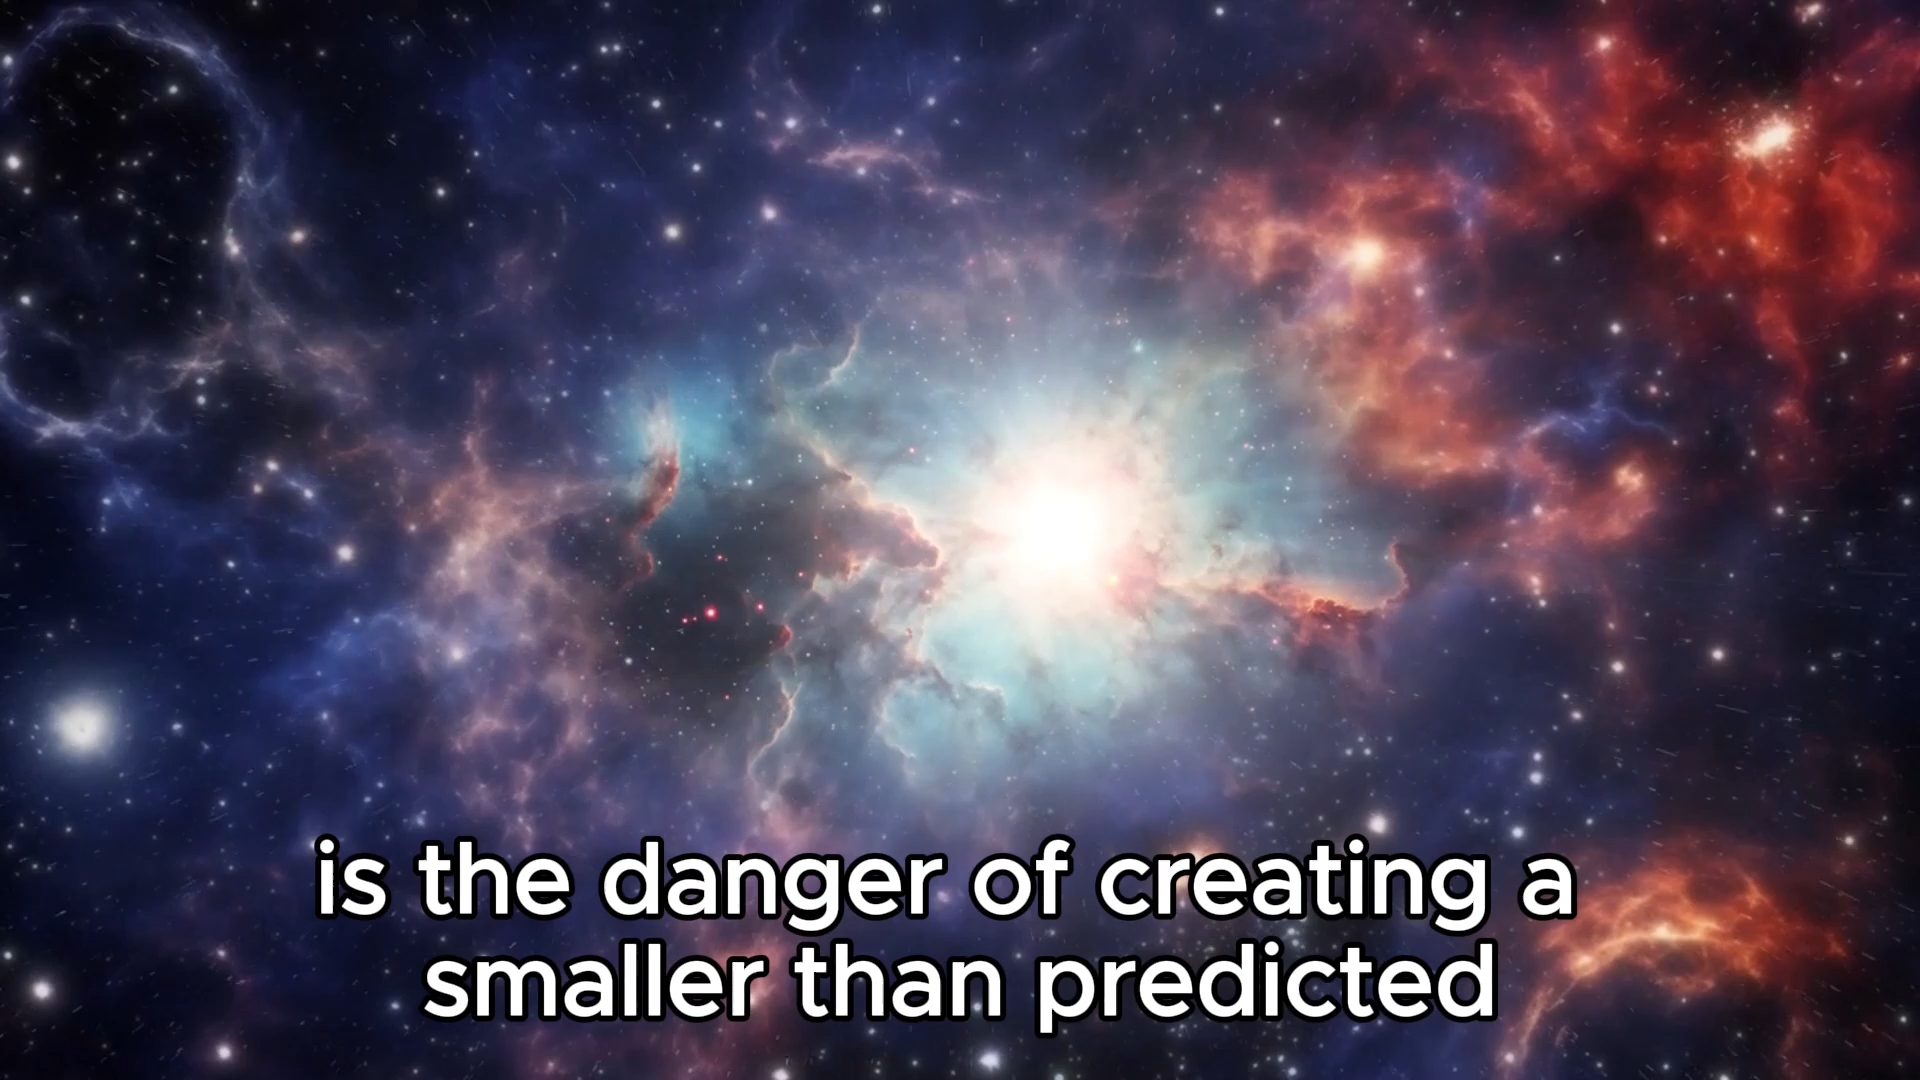 is the danger of creating a
smaller than predicted